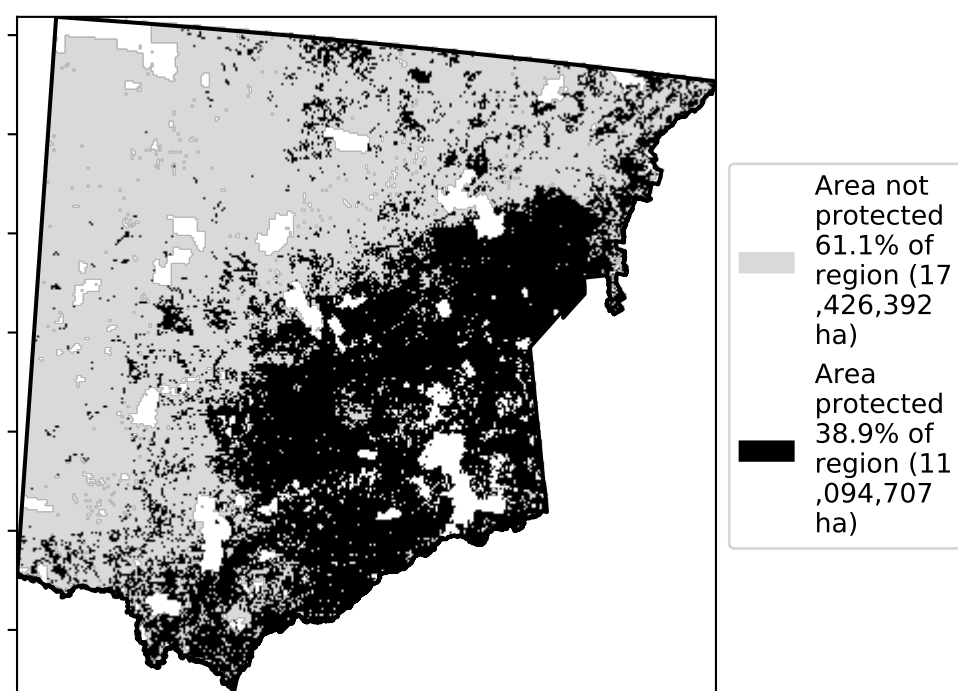 Area not
protected
61.1% of
region (17
,426,392
ha)
Area
protected
38.9% of
region (11
,094,707
ha)